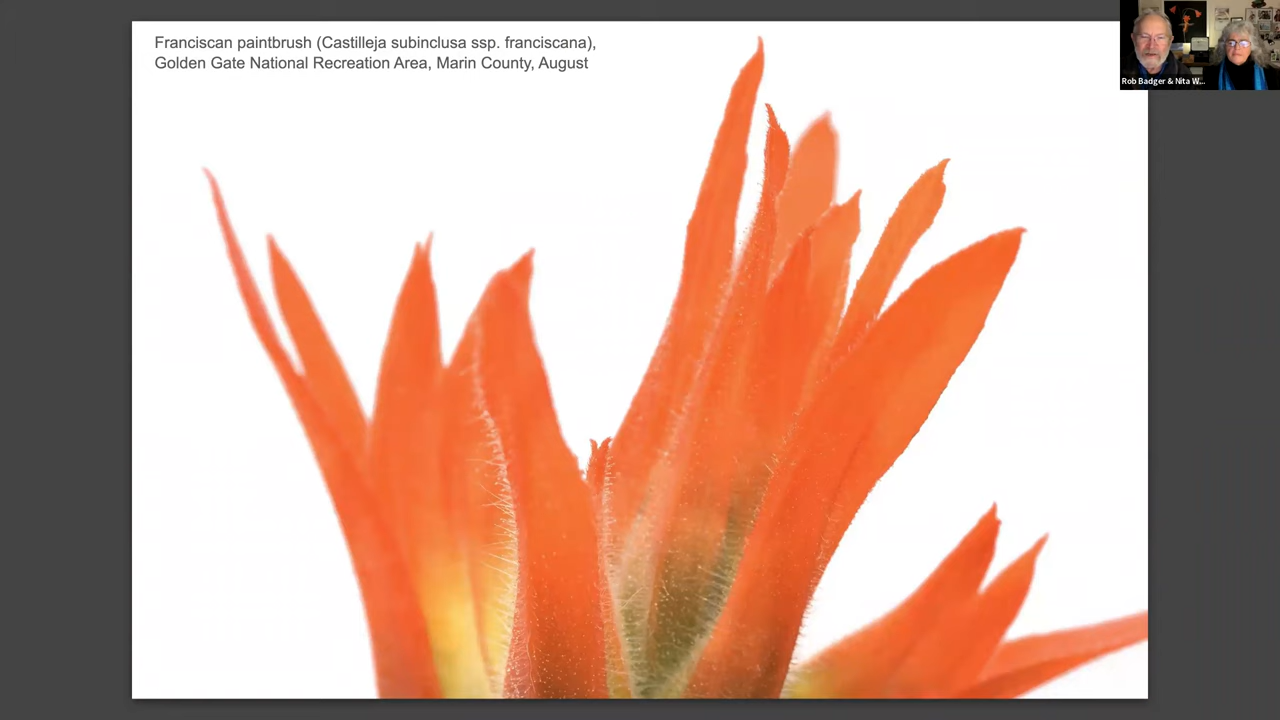 Franciscan paintbrush (Castilleja subinclusa ssp. franciscana),
Golden Gate National Recreation Area, Marin County, August
Rob Badger & Nita W...